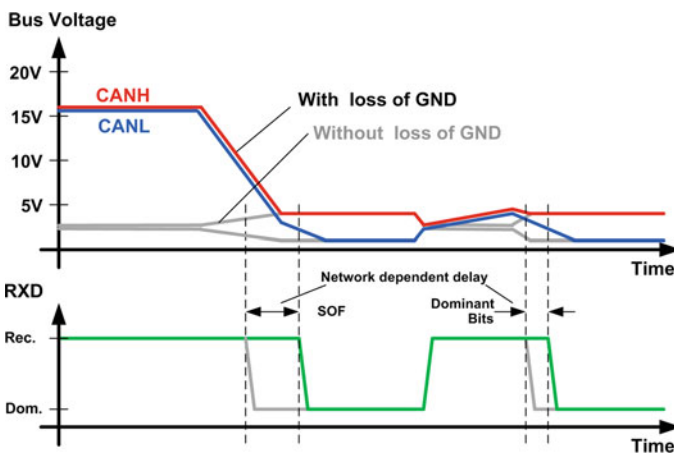 Bus Voltage
20V
CANH
With loss of GND
15V
CANL
Without loss of GND
10V
5V
Time
RXD
Network dependent delay
SOF
Dominant
Bits
Rec.
Dom.
Time